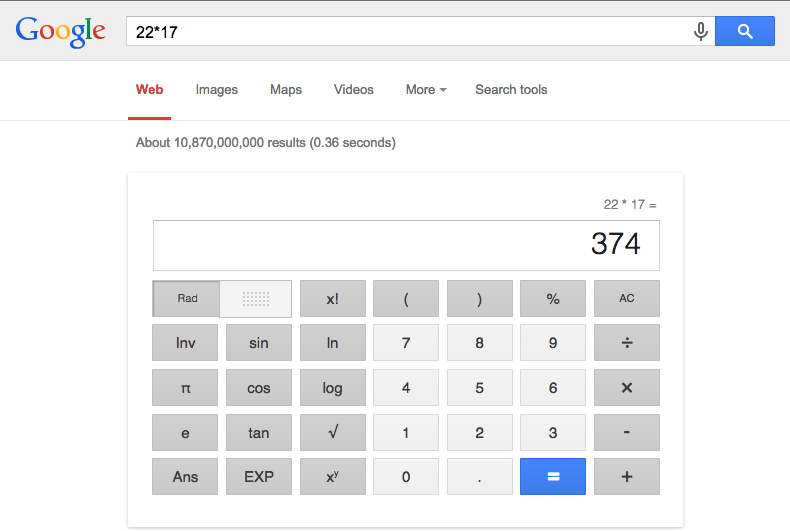 Google 22*17
Web Images Maps Videos More Search tools
About 10,870,000,000 results (0.36 seconds)
22 * 17 =
374
Rad x! ( ) % AC
Inv sin ln 7 8 9 ÷
π cos log 4 5 6 ×
e tan √ 1 2 3 -
Ans EXP xʸ 0 . = +